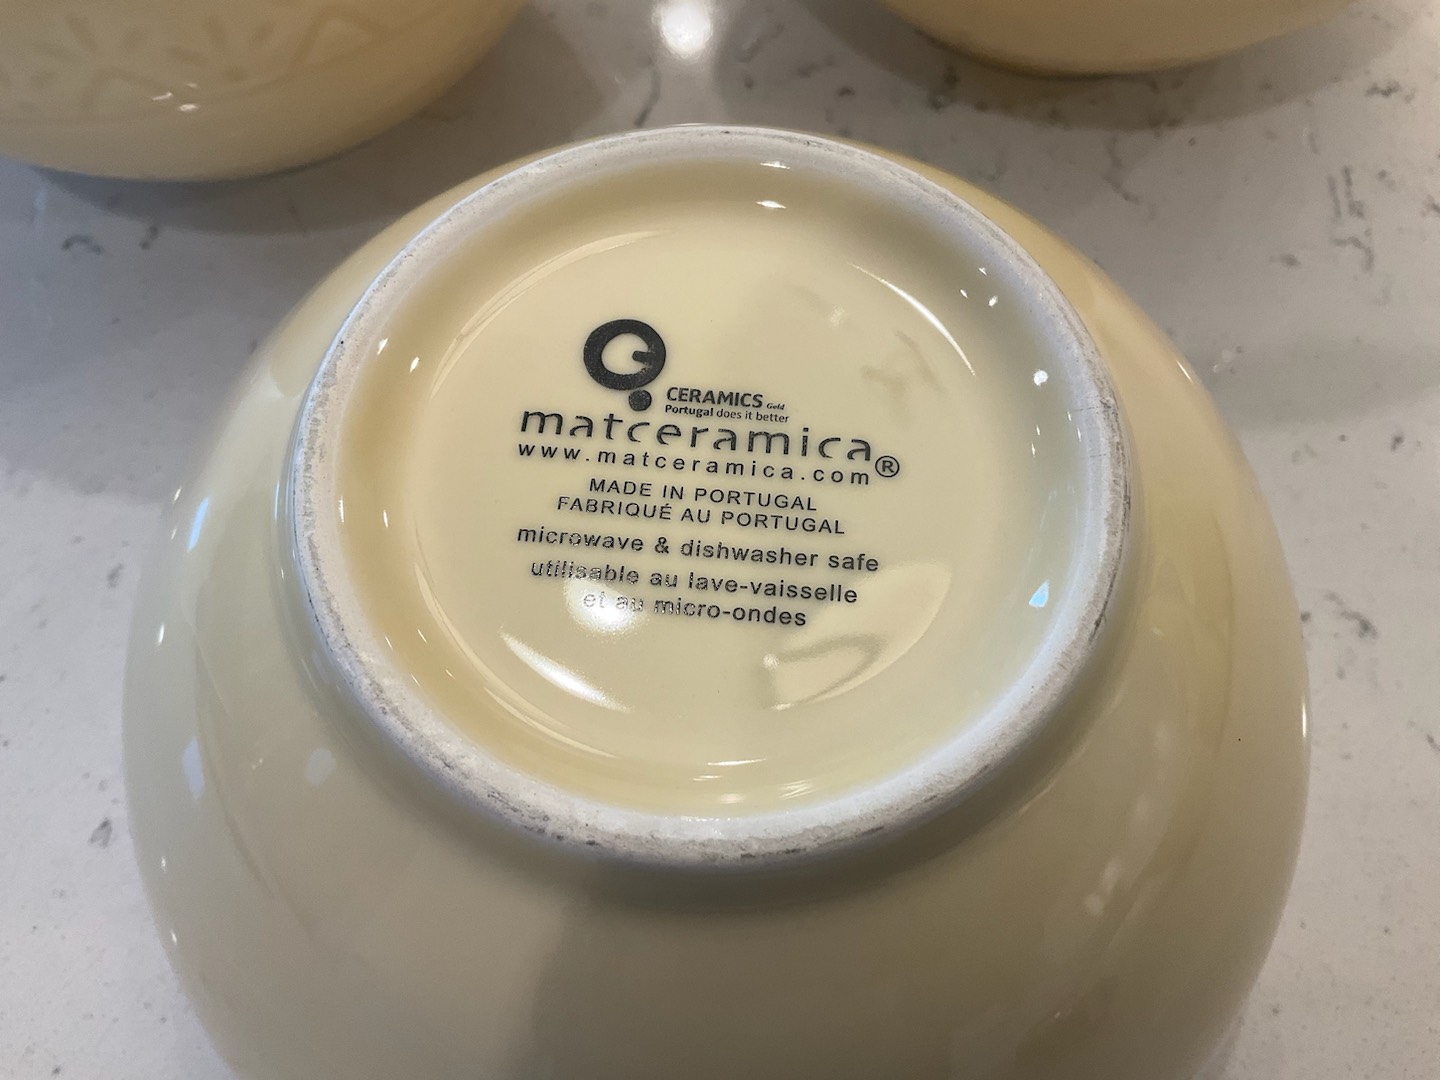 CERAMICS Gold
Portugal does it better
matceramica®
www.matceramica.com
MADE IN PORTUGAL
FABRIQUÉ AU PORTUGAL
microwave & dishwasher safe
utilisable au lave-vaisselle
et au micro-ondes